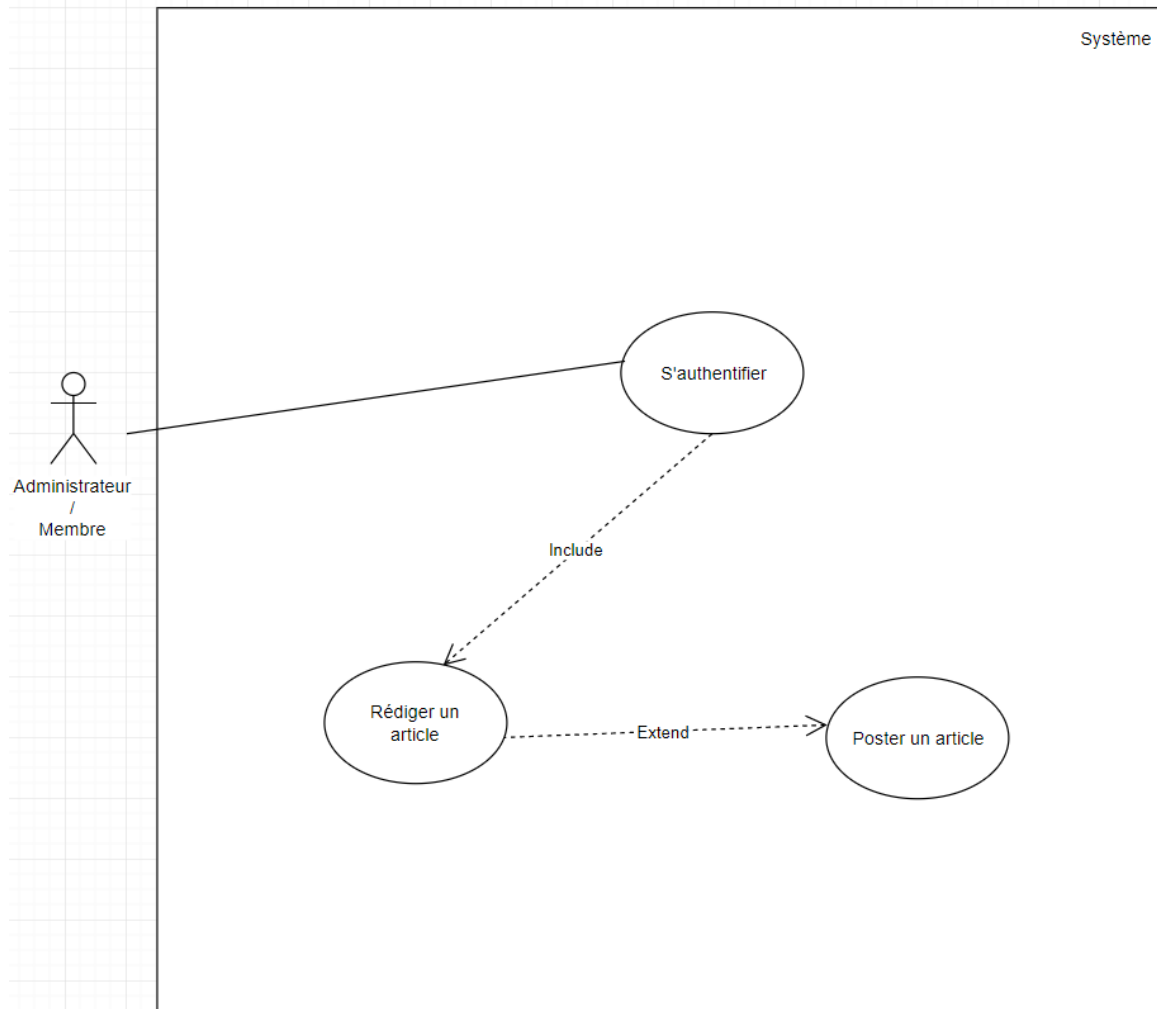 Système
S'authentifier
Administrateur
/
Membre
Include
Rédiger un
article
Extend
Poster un article